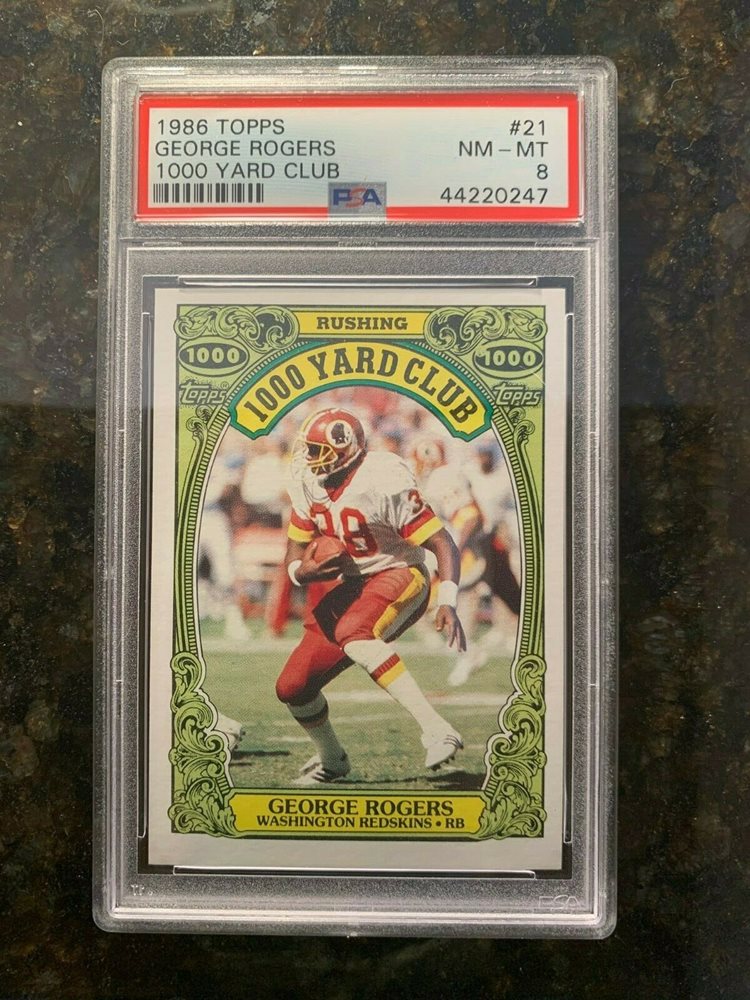 1986 TOPPS #21
GEORGE ROGERS NM - MT
1000 YARD CLUB 8
PSA 44220247
RUSHING
1000 1000
1000 YARD CLUB
Topps Topps
38
GEORGE ROGERS
WASHINGTON REDSKINS • RB